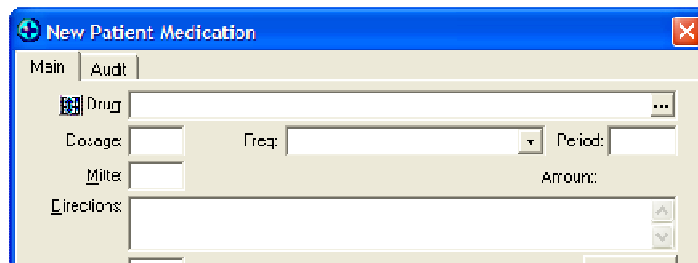 New Patient Medication
Main Audit
Drug ...
Dosage: Freq: Period:
Mitte: Amount:
Directions: